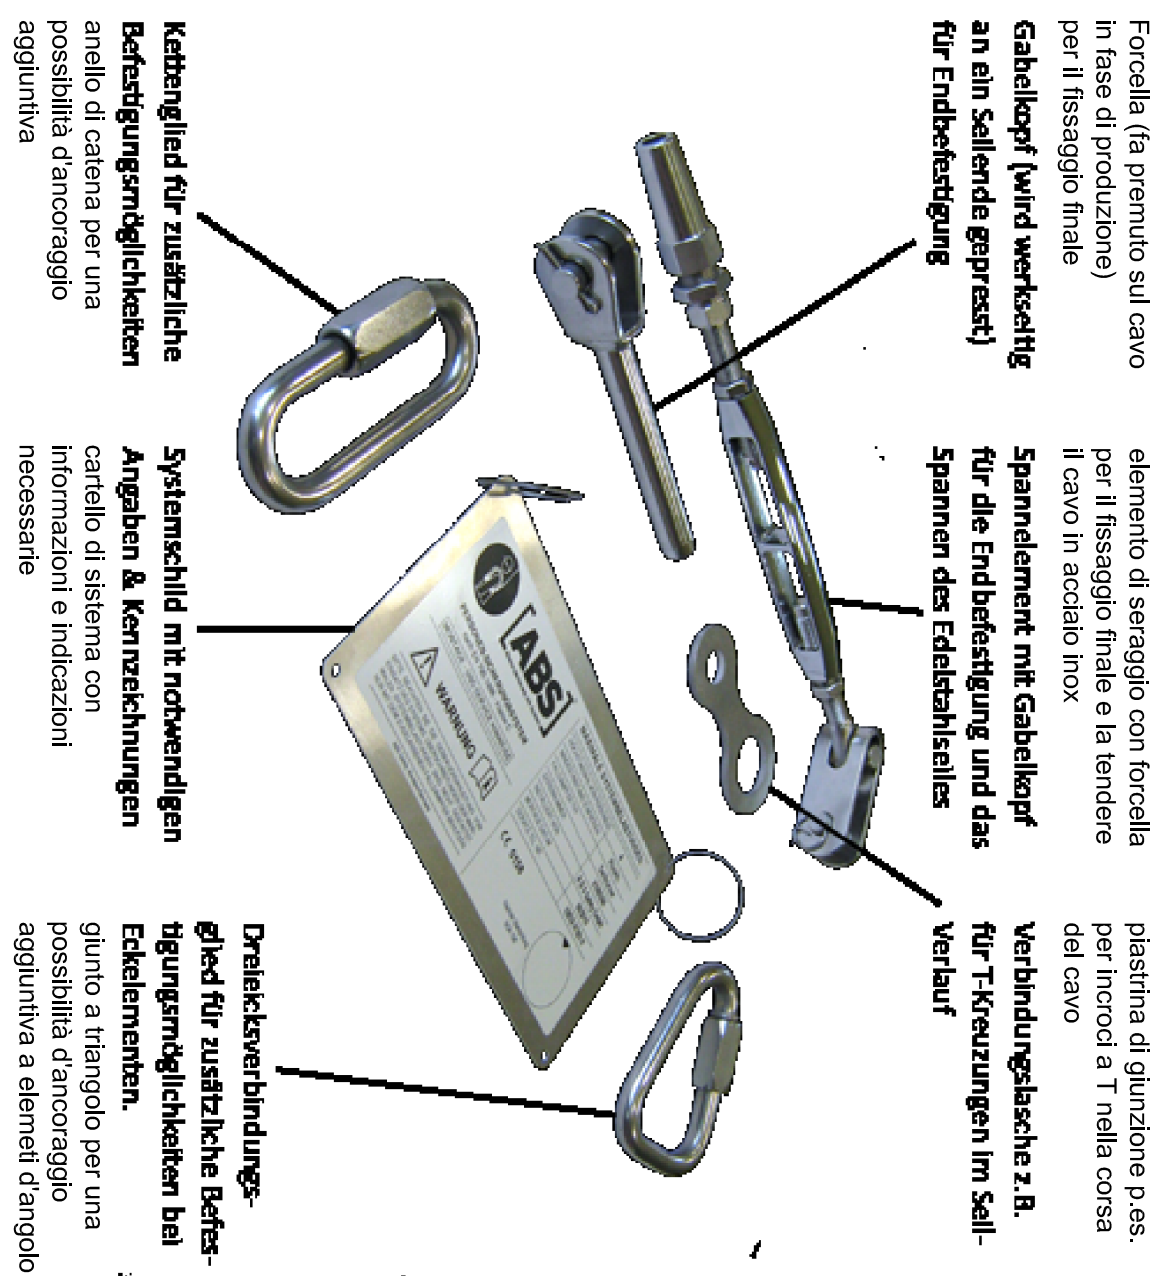 Forcella (fa premuto sul cavo
in fase di produzione)
per il fissaggio finale
Gabelkopf (wird werkseitig
an ein Seilende gepresst)
für Endbefestigung
elemento di serraggio con forcella
per il fissaggio finale e la tendere
il cavo in acciaio inox
Spannelement mit Gabelkopf
für die Endbefestigung und das
Spannen des Edelstahlseiles
piastrina di giunzione p.es.
per incroci a T nella corsa
del cavo
Verbindungslasche z.B.
für T-Kreuzungen im Seil-
Verlauf
[ABS]
WARNUNG
CE 0158
Kettenglied für zusätzliche
Befestigungsmöglichkeiten
anello di catena per una
possibilità d'ancoraggio
aggiuntiva
Systemschild mit notwendigen
Angaben & Kennzeichnungen
cartello di sistema con
informazioni e indicazioni
necessarie
Dreiecksverbindungs-
glied für zusätzliche Befes-
tigungsmöglichkeiten bei
Eckelementen.
giunto a triangolo per una
possibilità d'ancoraggio
aggiuntiva a elemeti d'angolo